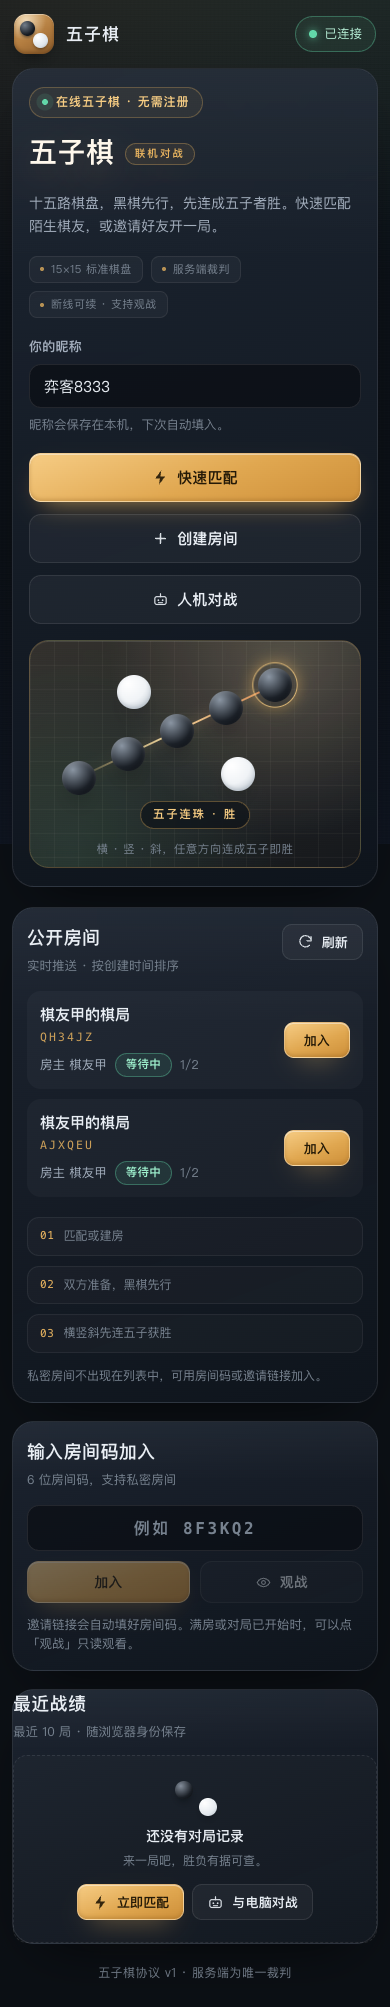 五子棋
已连接
在线五子棋 · 无需注册
五子棋 联机对战
十五路棋盘，黑棋先行，先连成五子者胜。快速匹配
陌生棋友，或邀请好友开一局。
15×15 标准棋盘
服务端裁判
断线可续 · 支持观战
你的昵称
弈客8333
昵称会保存在本机，下次自动填入。
快速匹配
创建房间
人机对战
五子连珠 · 胜
横 · 竖 · 斜，任意方向连成五子即胜
公开房间
刷新
实时推送 · 按创建时间排序
棋友甲的棋局
QH34JZ
房主 棋友甲 等待中 1/2
加入
棋友甲的棋局
AJXQEU
房主 棋友甲 等待中 1/2
加入
01 匹配或建房
02 双方准备，黑棋先行
03 横竖斜先连五子获胜
私密房间不出现在列表中，可用房间码或邀请链接加入。
输入房间码加入
6 位房间码，支持私密房间
例如 8F3KQ2
加入
观战
邀请链接会自动填好房间码。满房或对局已开始时，可以点
「观战」只读观看。
最近战绩
最近 10 局 · 随浏览器身份保存
还没有对局记录
来一局吧，胜负有据可查。
立即匹配
与电脑对战
五子棋协议 v1 · 服务端为唯一裁判